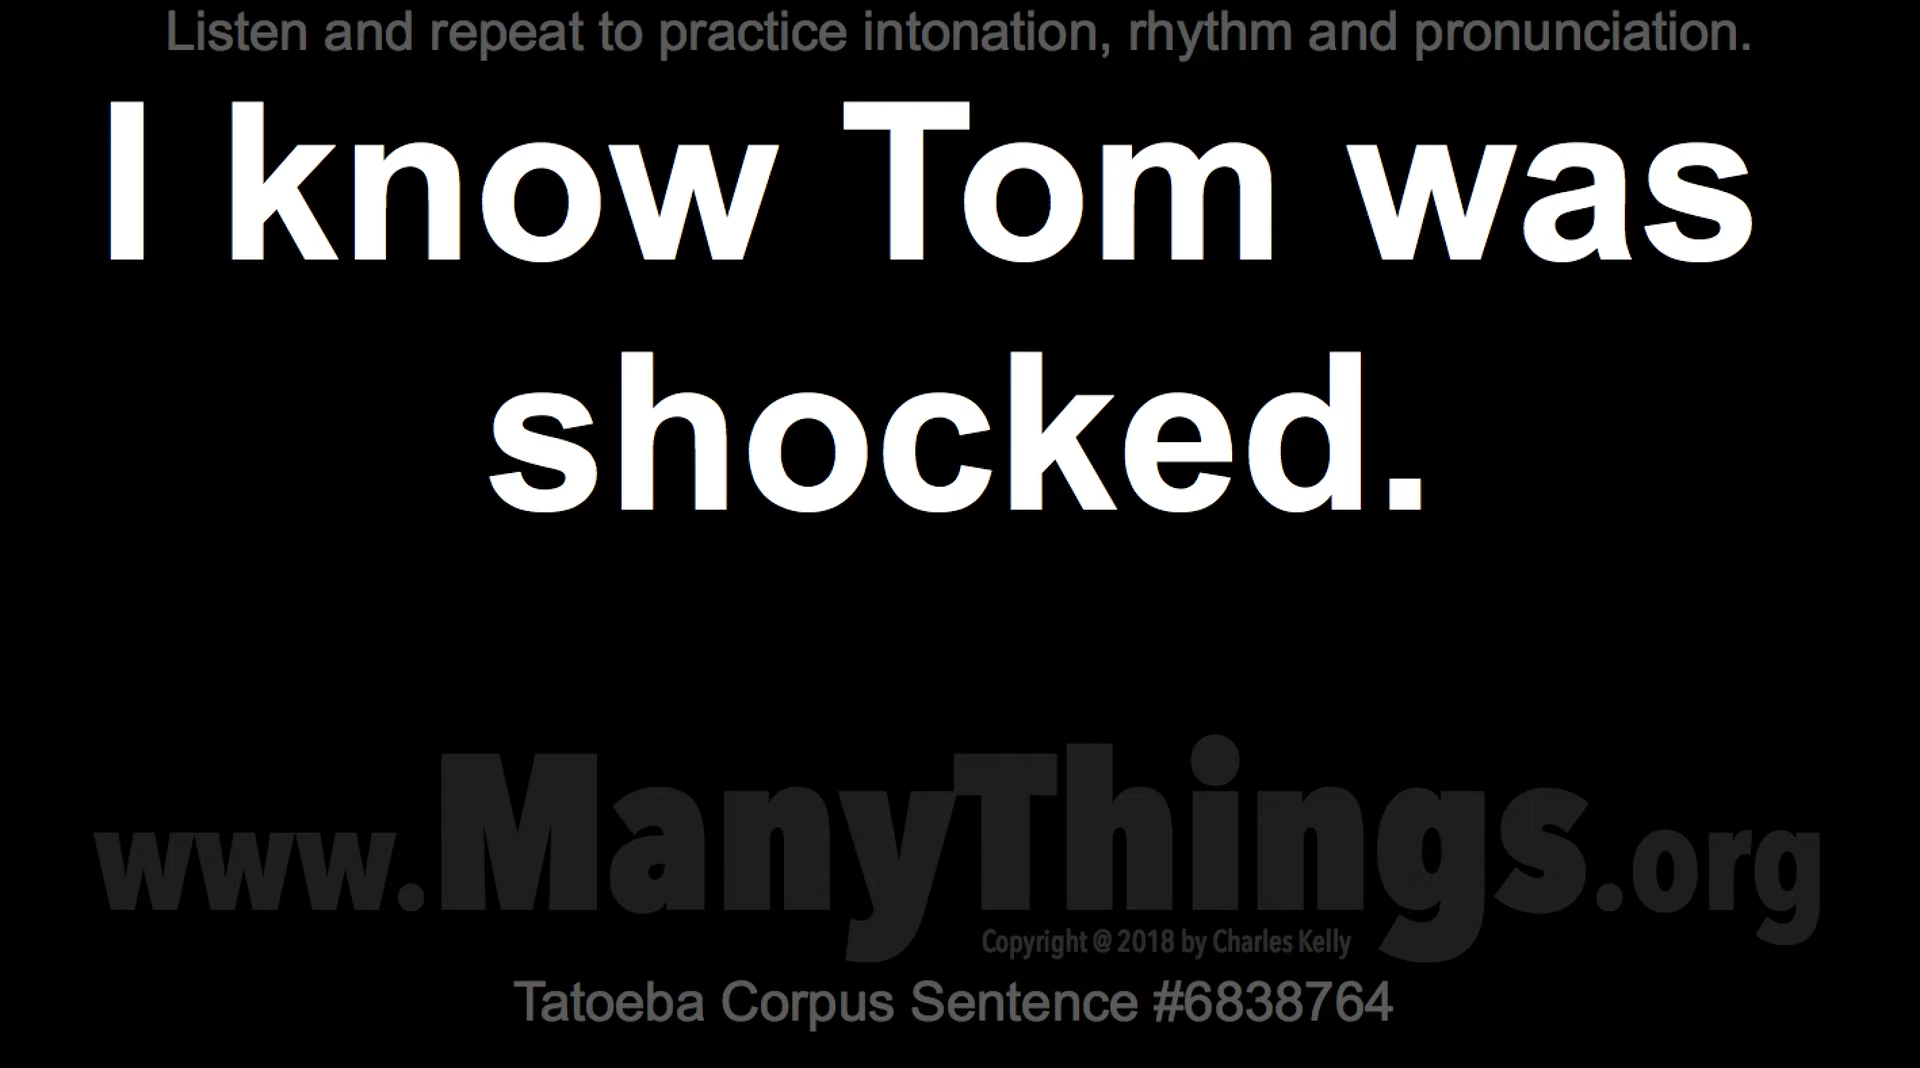 Listen and repeat to practice intonation, rhythm and pronunciation.
I know Tom was
shocked.
www.ManyThings.org
Copyright @ 2018 by Charles Kelly
Tatoeba Corpus Sentence #6838764